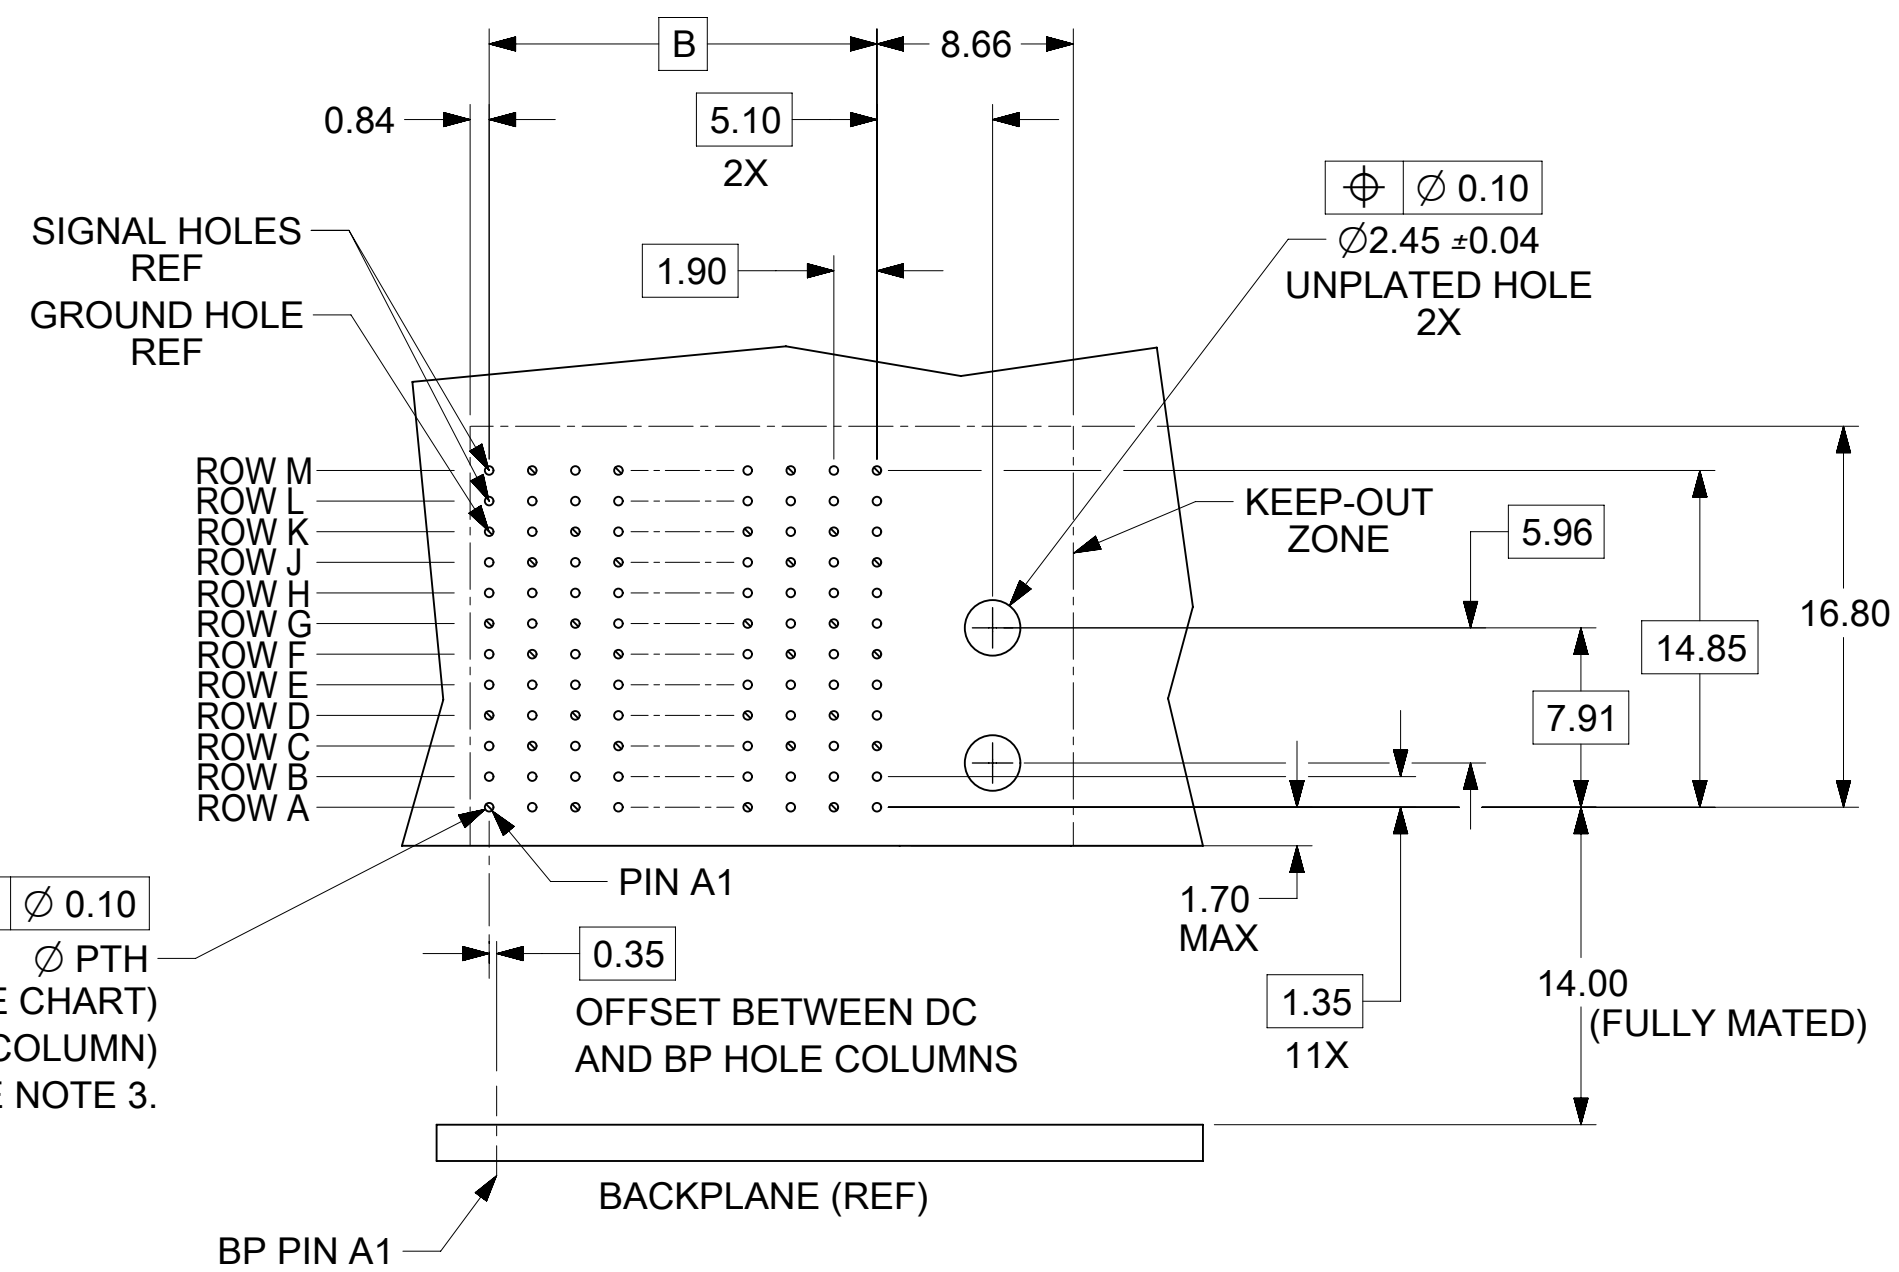 B
8.66
0.84
5.10
2X
⌖ Ø 0.10
Ø2.45 ±0.04
UNPLATED HOLE
2X
SIGNAL HOLES
REF
1.90
GROUND HOLE
REF
ROW M
ROW L
ROW K
ROW J
ROW H
ROW G
ROW F
ROW E
ROW D
ROW C
ROW B
ROW A
KEEP-OUT
ZONE
5.96
16.80
14.85
7.91
PIN A1
Ø 0.10
Ø PTH
E CHART)
COLUMN)
E NOTE 3.
0.35
OFFSET BETWEEN DC
AND BP HOLE COLUMNS
1.70
MAX
1.35
11X
14.00
(FULLY MATED)
BACKPLANE (REF)
BP PIN A1